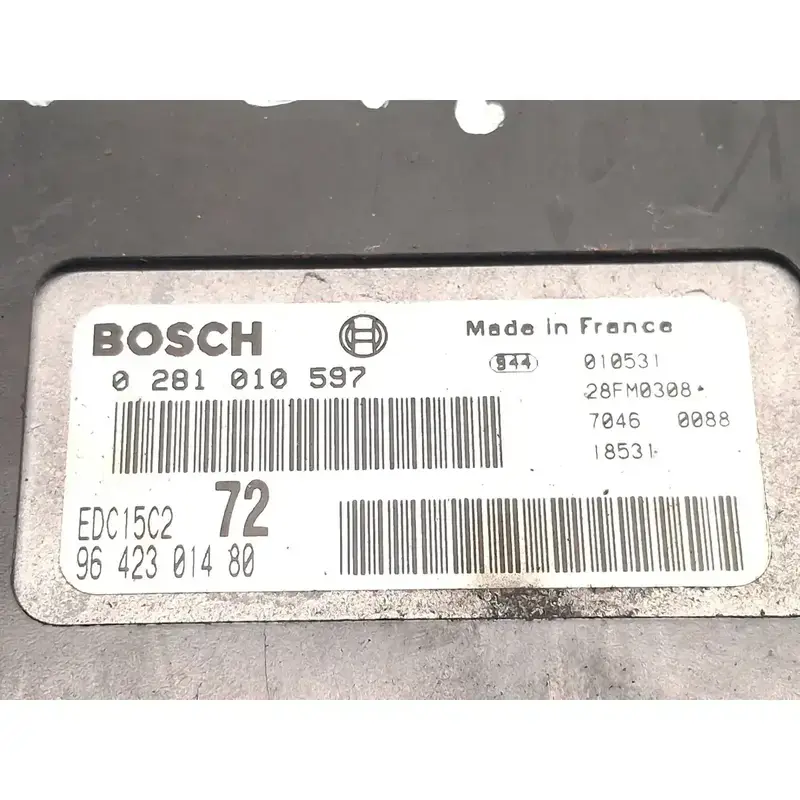 BOSCH
Made in France
0 281 010 597
844 010531
28FM0308
7046 0088
18531
EDC15C2 72
96 423 014 80